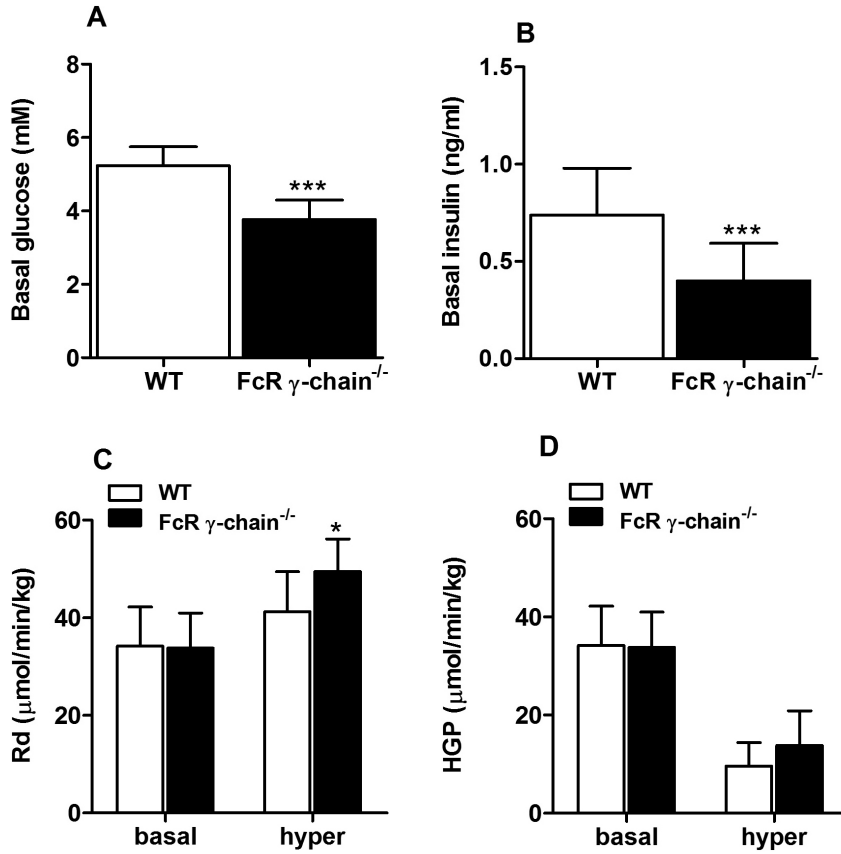 A
Basal glucose (mM)
8
6
4
2
0
WT
FcR γ-chain-/-
***
B
Basal insulin (ng/ml)
1.5
1.0
0.5
0.0
WT
FcR γ-chain-/-
***
C
WT
FcR γ-chain-/-
Rd (μmol/min/kg)
60
40
20
0
basal
hyper
*
D
WT
FcR γ-chain-/-
HGP (μmol/min/kg)
60
40
20
0
basal
hyper